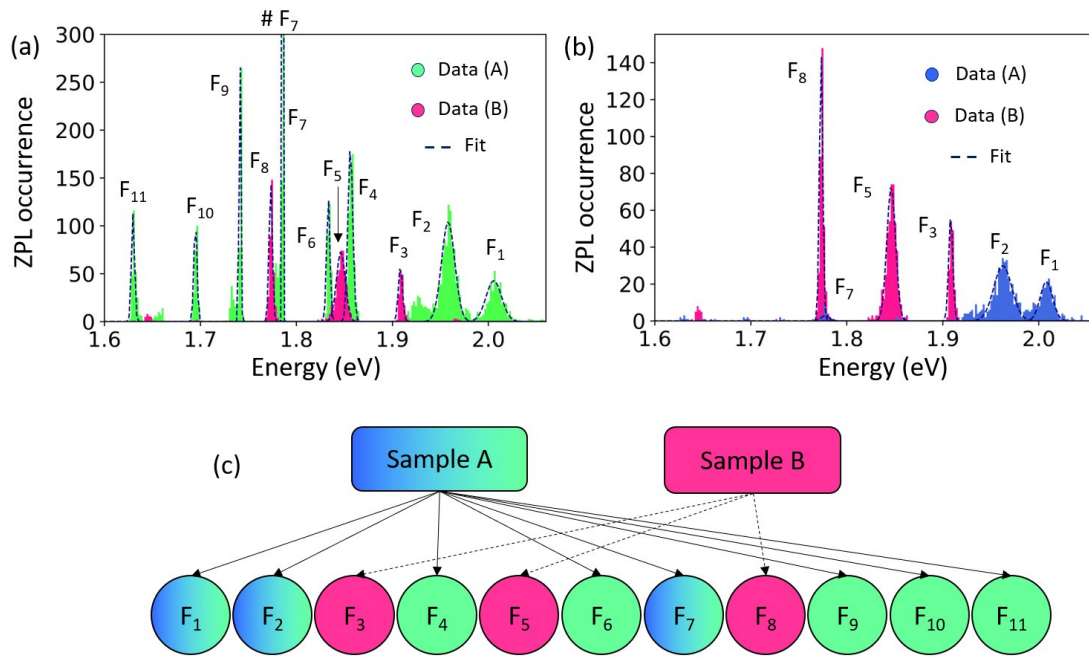 (a)
# F₇
300
250
200
150
100
50
0
ZPL occurrence
F₁₁
F₁₀
F₉
F₈
F₇
F₆
F₅
F₄
F₃
F₂
F₁
Data (A)
Data (B)
Fit
1.6 1.7 1.8 1.9 2.0
Energy (eV)
(b)
140
120
100
80
60
40
20
0
ZPL occurrence
F₈
F₇
F₅
F₃
F₂
F₁
Data (A)
Data (B)
Fit
1.6 1.7 1.8 1.9 2.0
Energy (eV)
(c)
Sample A
Sample B
F₁ F₂ F₃ F₄ F₅ F₆ F₇ F₈ F₉ F₁₀ F₁₁